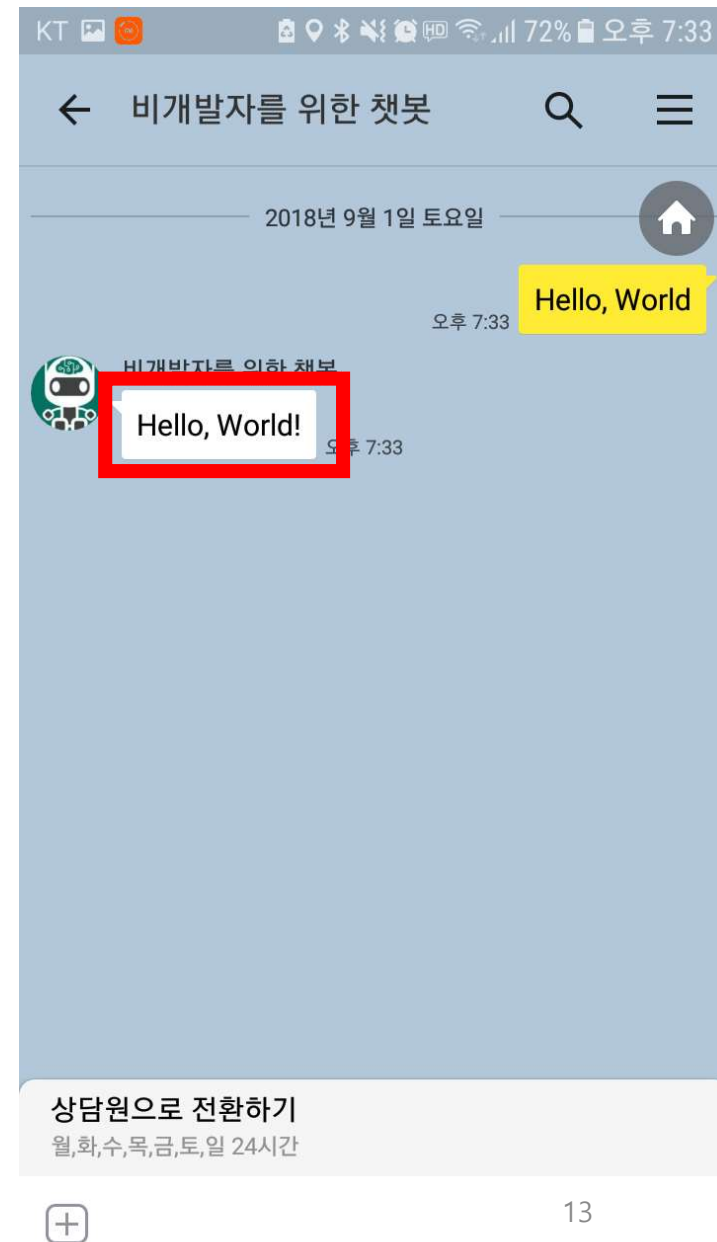 KT HD 72% 오후 7:33
비개발자를 위한 챗봇
2018년 9월 1일 토요일
Hello, World
오후 7:33
비개발자를 위한 챗봇
Hello, World!
오후 7:33
상담원으로 전환하기
월,화,수,목,금,토,일 24시간
13